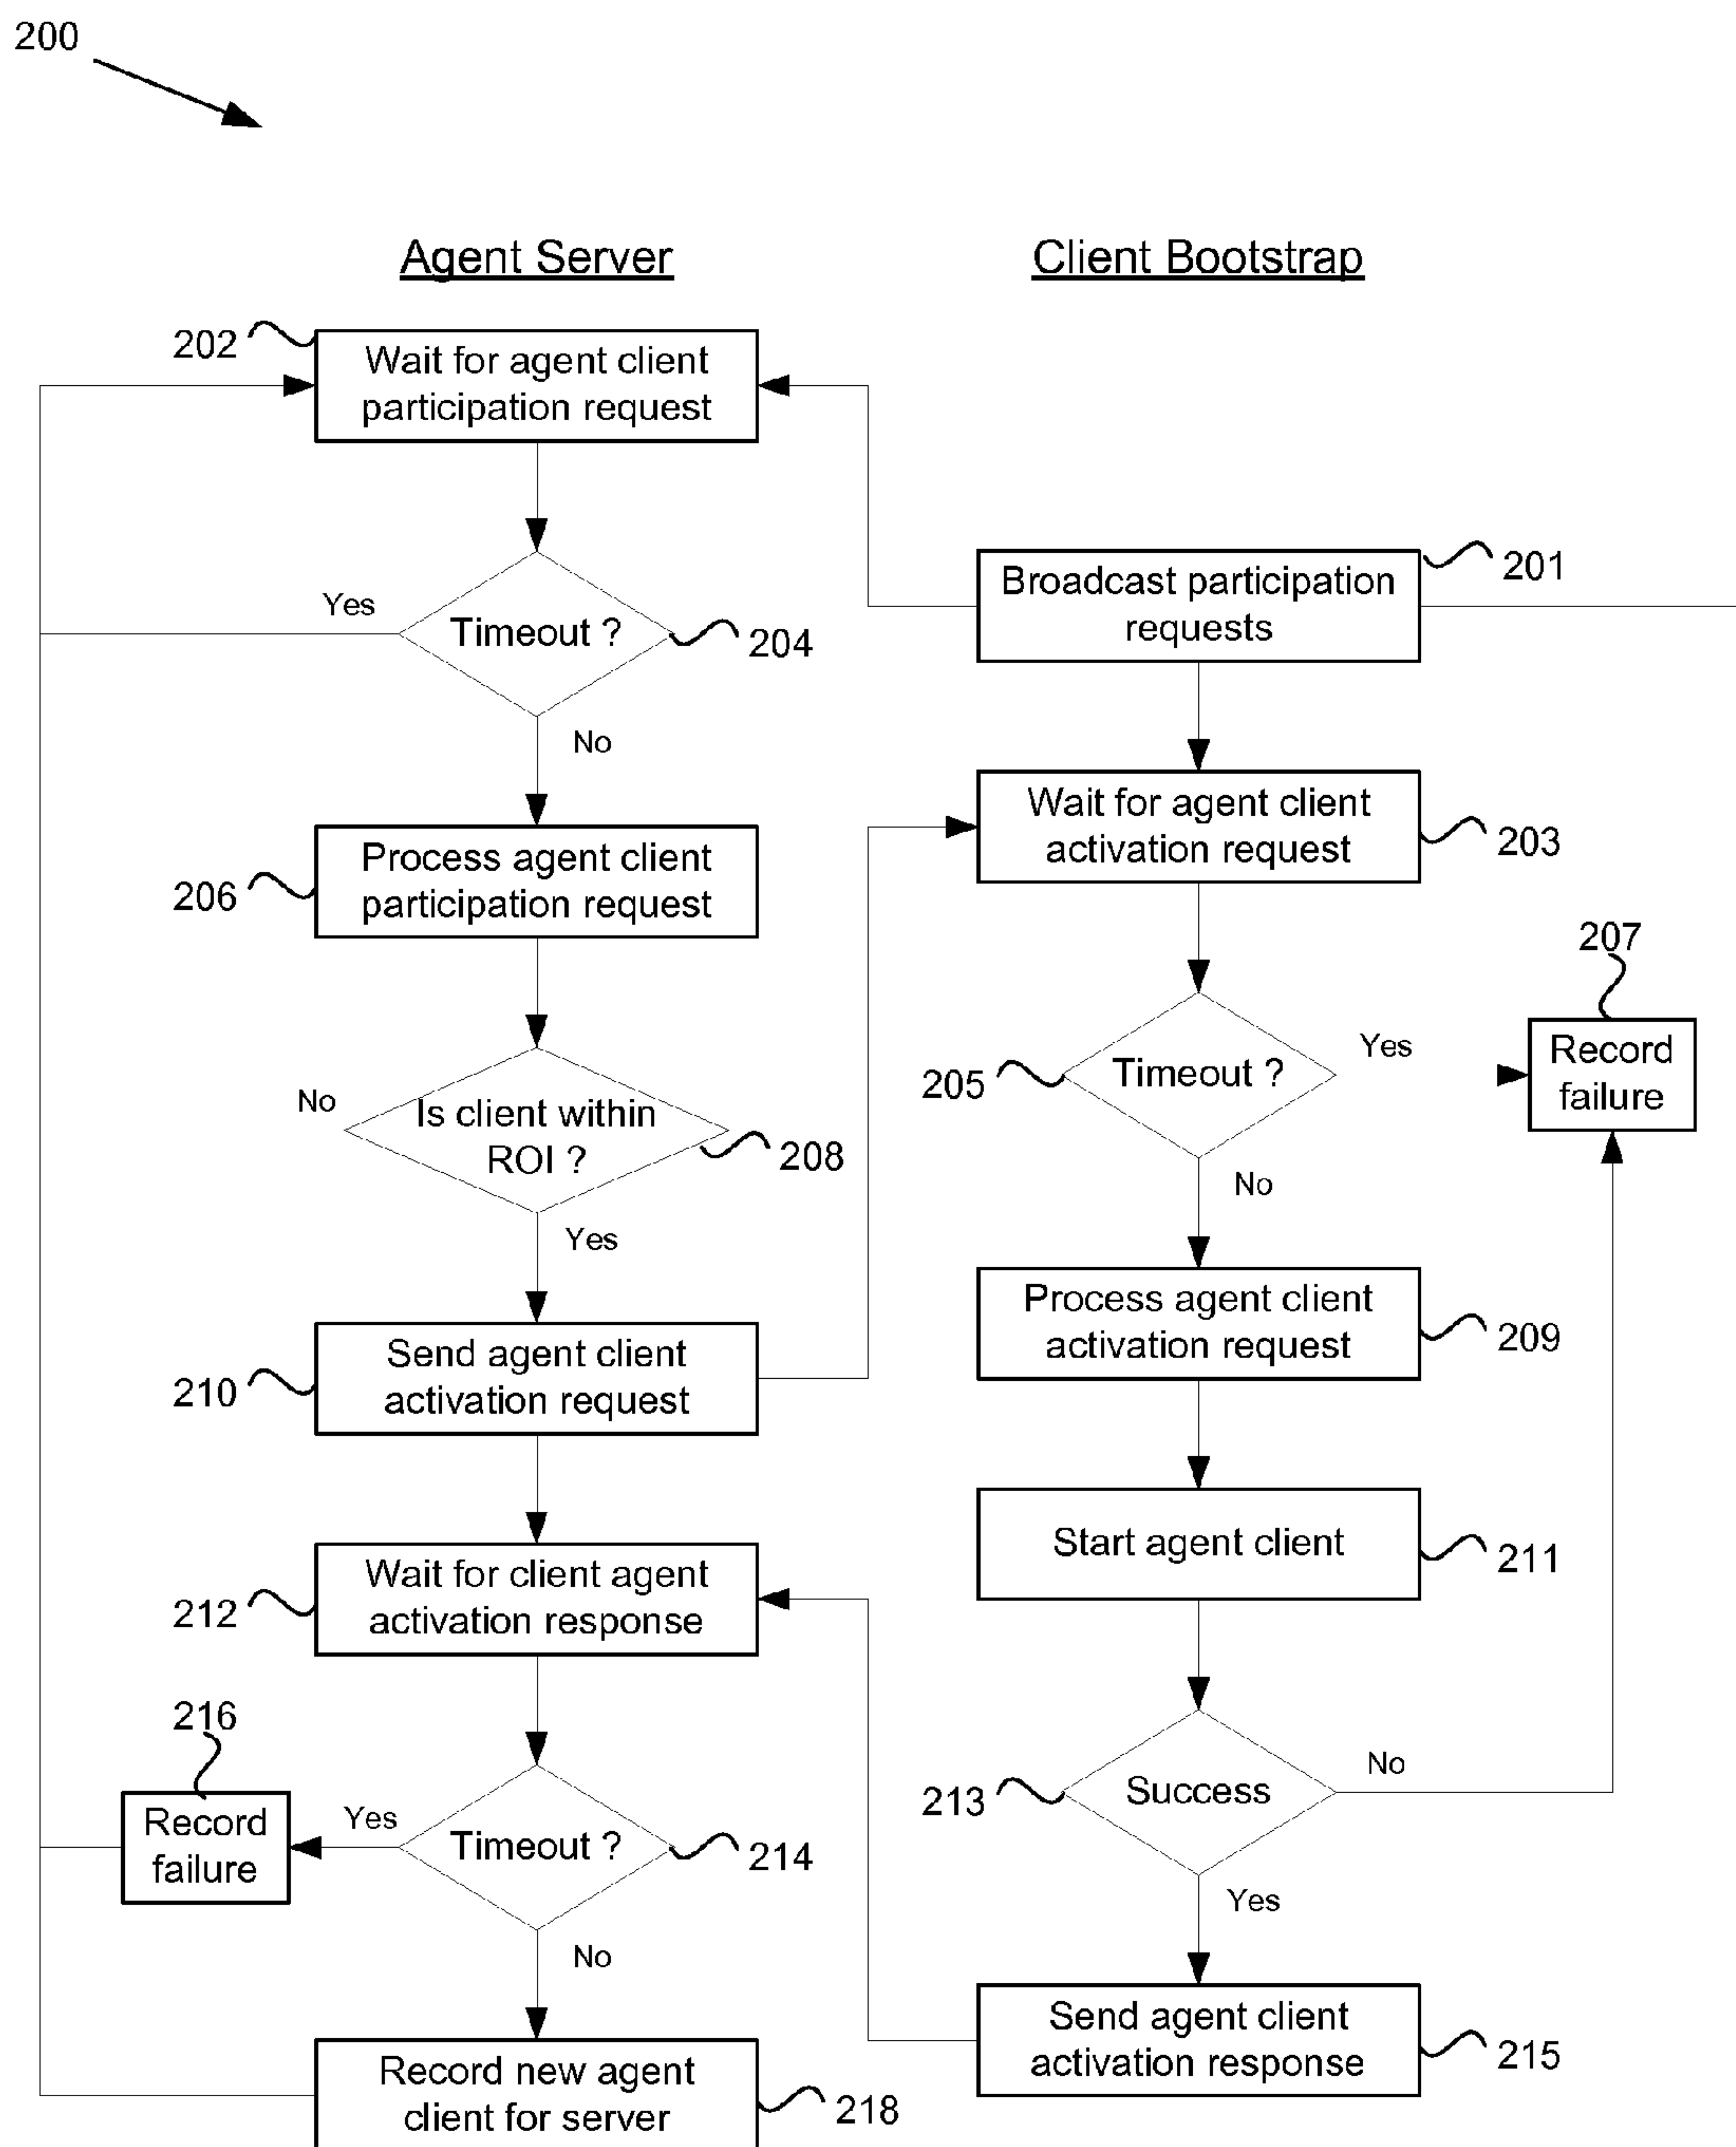 200
Agent Server
Client Bootstrap
202
Wait for agent client
participation request
Yes
Timeout ?
204
No
206
Process agent client
participation request
No
Is client within
ROI ?
208
Yes
210
Send agent client
activation request
212
Wait for client agent
activation response
216
Record
failure
Yes
Timeout ?
214
No
Record new agent
client for server
218
Broadcast participation
requests
201
Wait for agent client
activation request
203
205
Timeout ?
Yes
207
Record
failure
No
Process agent client
activation request
209
Start agent client
211
213
Success
No
Yes
Send agent client
activation response
215